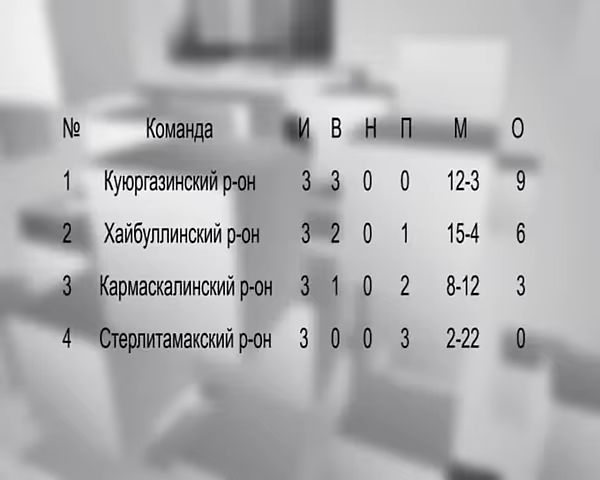 № Команда И В Н П М О
1 Куюргазинский р-он 3 3 0 0 12-3 9
2 Хайбуллинский р-он 3 2 0 1 15-4 6
3 Кармаскалинский р-он 3 1 0 2 8-12 3
4 Стерлитамакский р-он 3 0 0 3 2-22 0